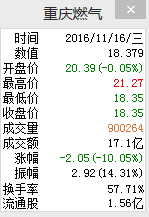 重庆燃气
时间 2016/11/16/三
数值 18.379
开盘价 20.39(-0.05%)
最高价 21.27
最低价 18.35
收盘价 18.35
成交量 900264
成交额 17.1亿
涨幅 -2.05(-10.05%)
振幅 2.92(14.31%)
换手率 57.71%
流通股 1.56亿